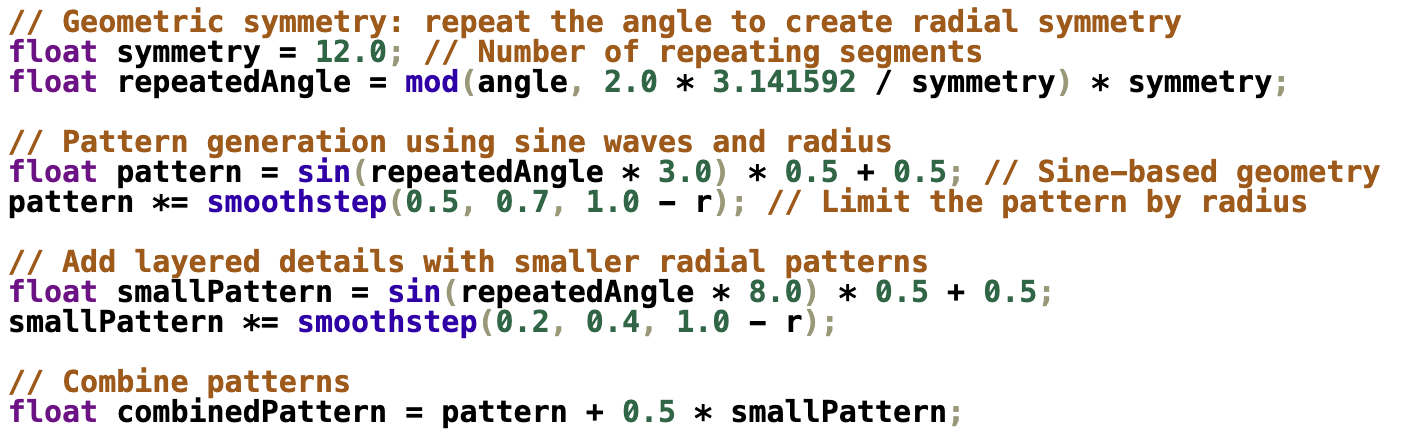 // Geometric symmetry: repeat the angle to create radial symmetry
float symmetry = 12.0; // Number of repeating segments
float repeatedAngle = mod(angle, 2.0 * 3.141592 / symmetry) * symmetry;
// Pattern generation using sine waves and radius
float pattern = sin(repeatedAngle * 3.0) * 0.5 + 0.5; // Sine-based geometry
pattern *= smoothstep(0.5, 0.7, 1.0 - r); // Limit the pattern by radius
// Add layered details with smaller radial patterns
float smallPattern = sin(repeatedAngle * 8.0) * 0.5 + 0.5;
smallPattern *= smoothstep(0.2, 0.4, 1.0 - r);
// Combine patterns
float combinedPattern = pattern + 0.5 * smallPattern;